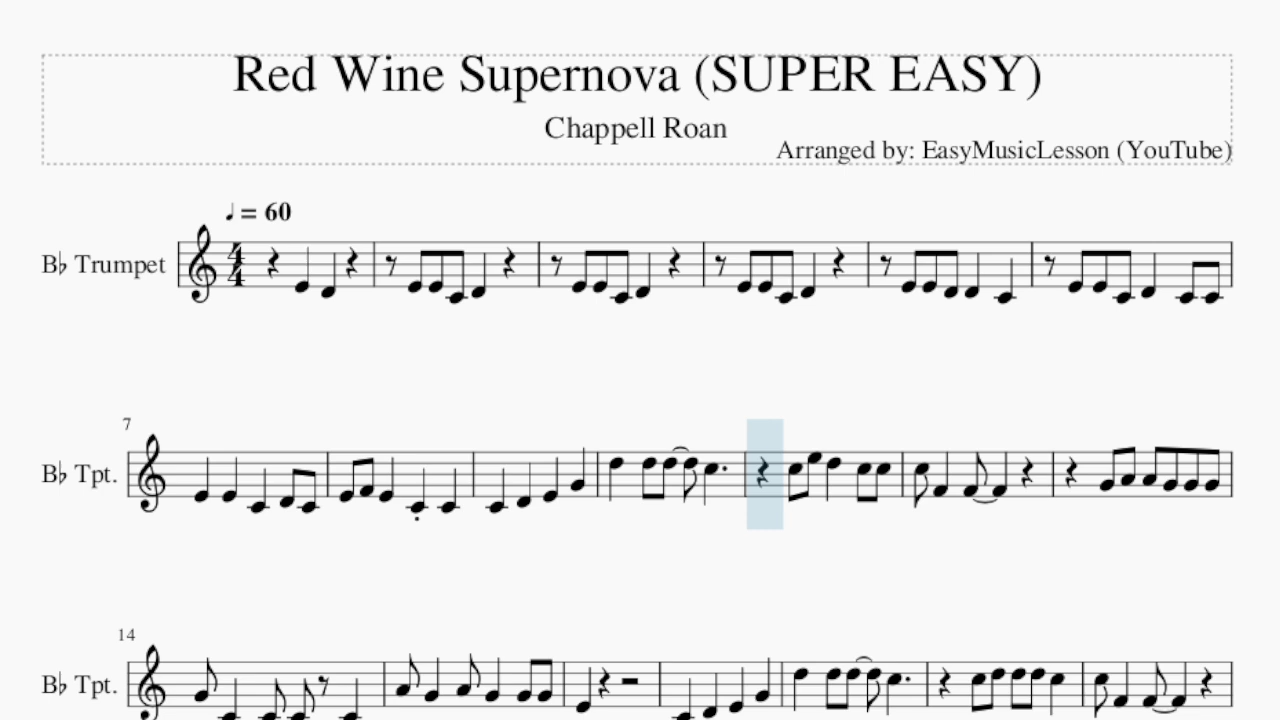 Red Wine Supernova (SUPER EASY)
Chappell Roan
Arranged by: EasyMusicLesson (YouTube)
♩ = 60
B♭ Trumpet
4
4
7
B♭ Tpt.
14
B♭ Tpt.